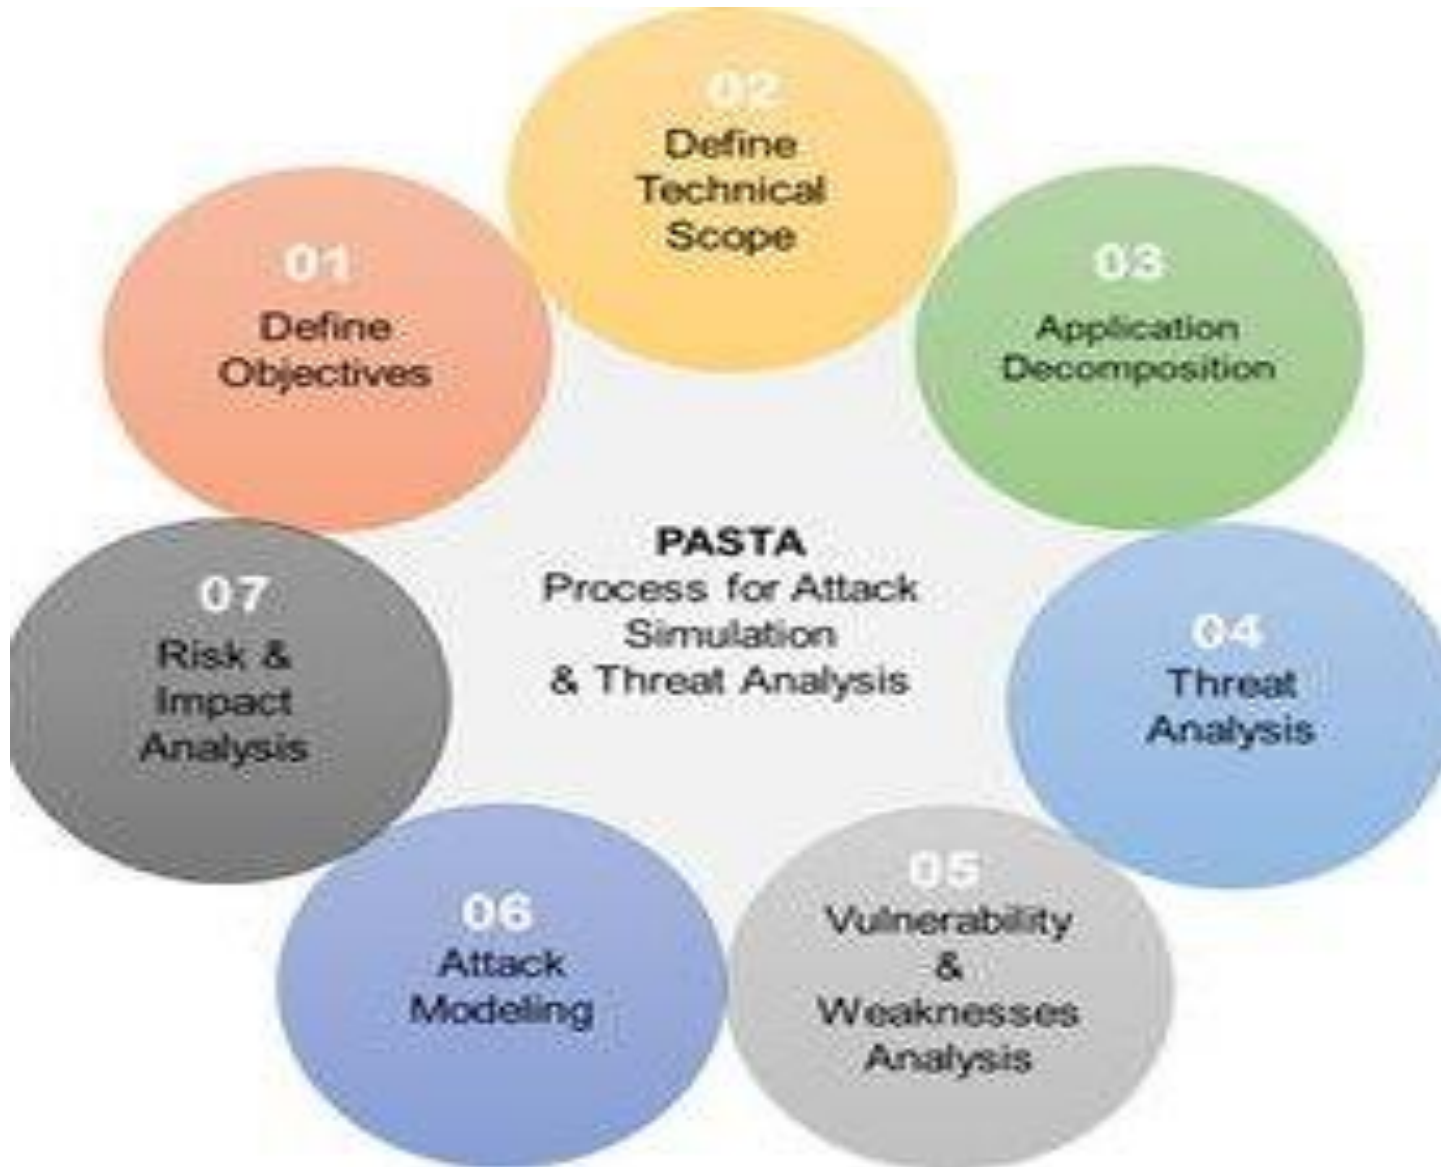 01
Define
Objectives
02
Define
Technical
Scope
03
Application
Decomposition
04
Threat
Analysis
05
Vulnerability
&
Weaknesses
Analysis
06
Attack
Modeling
07
Risk &
Impact
Analysis
PASTA
Process for Attack
Simulation
& Threat Analysis